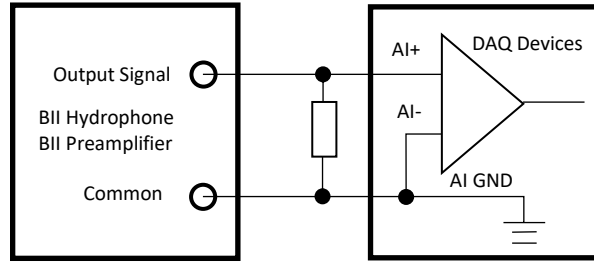 Output Signal
BII Hydrophone
BII Preamplifier
Common
AI+
DAQ Devices
AI-
AI GND